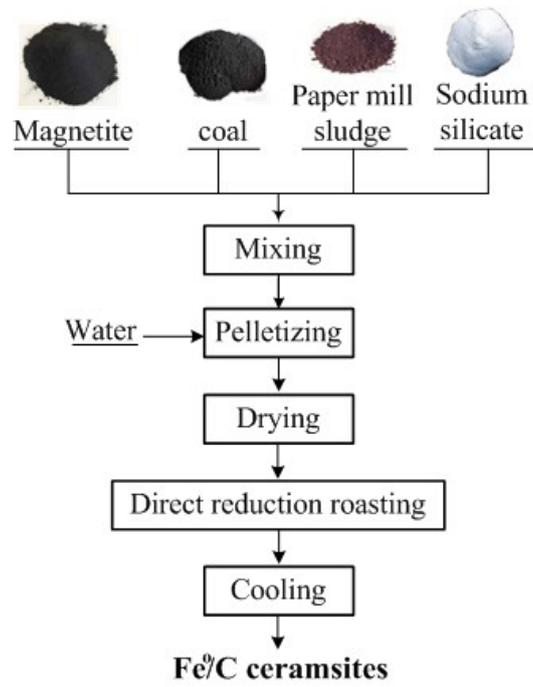 Paper mill Sodium
Magnetite coal sludge silicate
Mixing
Water Pelletizing
Drying
Direct reduction roasting
Cooling
Fe⁰/C ceramsites